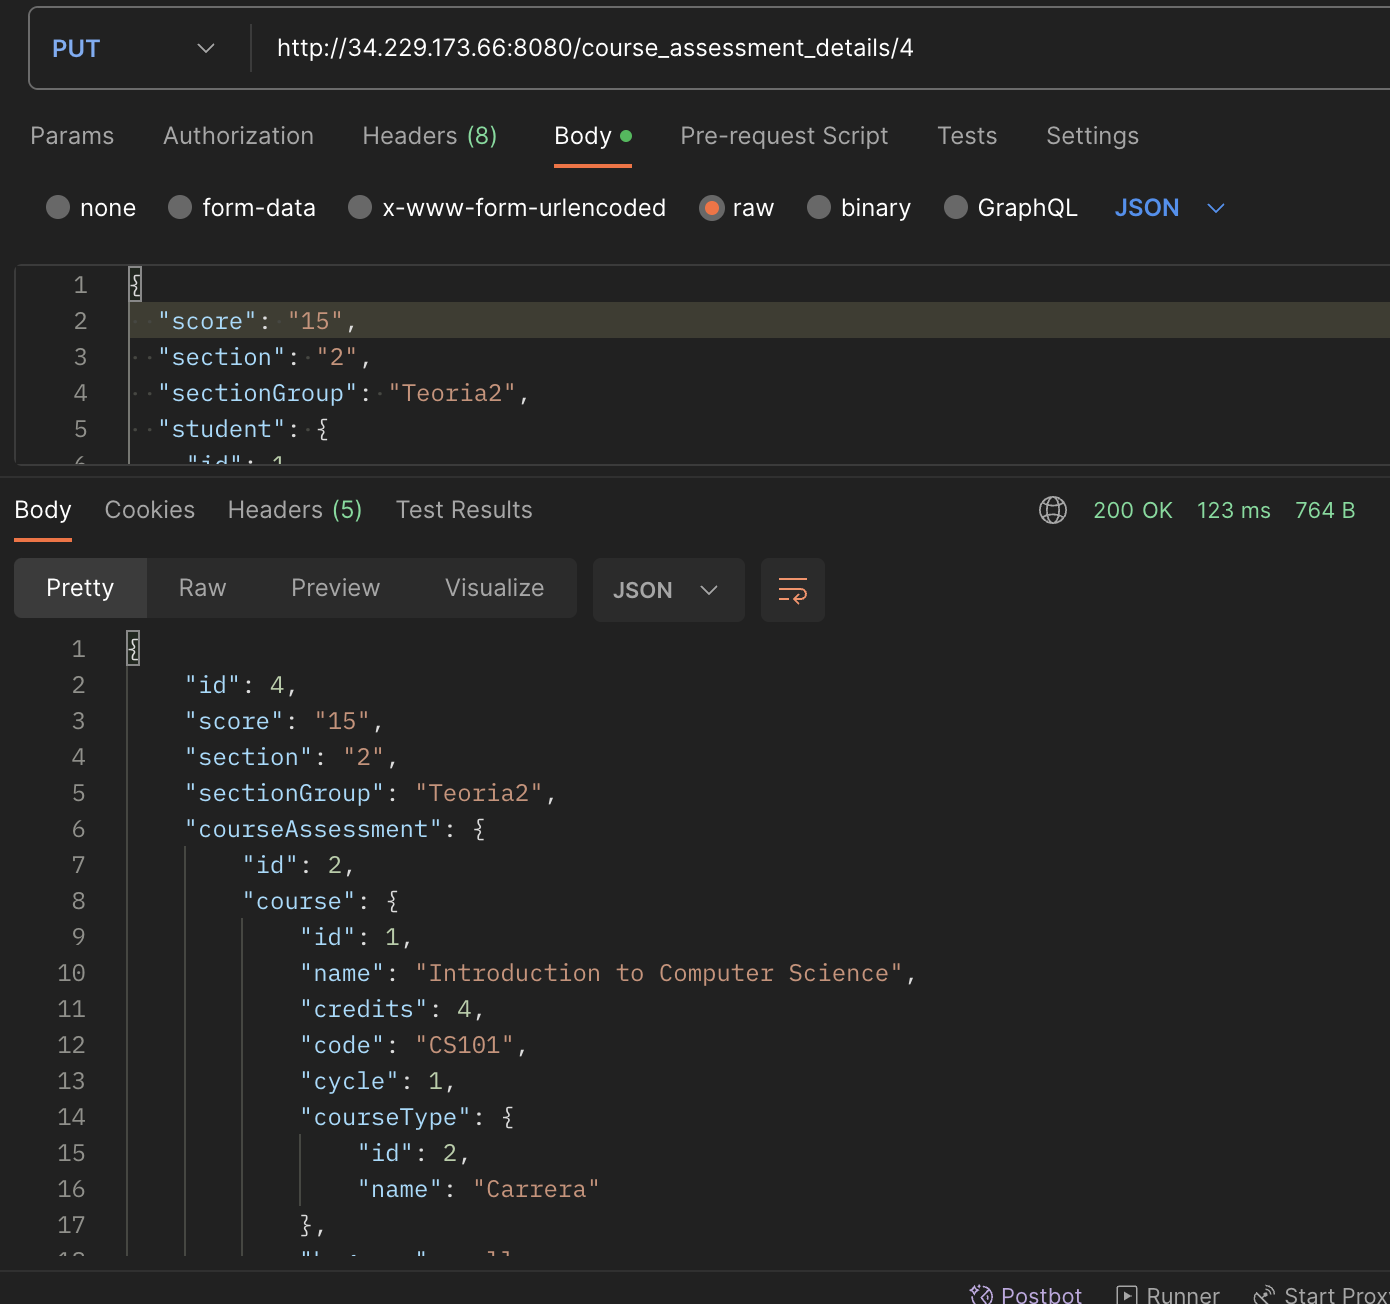 PUT http://34.229.173.66:8080/course_assessment_details/4
Params Authorization Headers (8) Body Pre-request Script Tests Settings
none form-data x-www-form-urlencoded raw binary GraphQL JSON
1 {
2 "score": "15",
3 "section": "2",
4 "sectionGroup": "Teoria2",
5 "student": {
6 "id": 1
Body Cookies Headers (5) Test Results 200 OK 123 ms 764 B
Pretty Raw Preview Visualize JSON
1 {
2 "id": 4,
3 "score": "15",
4 "section": "2",
5 "sectionGroup": "Teoria2",
6 "courseAssessment": {
7 "id": 2,
8 "course": {
9 "id": 1,
10 "name": "Introduction to Computer Science",
11 "credits": 4,
12 "code": "CS101",
13 "cycle": 1,
14 "courseType": {
15 "id": 2,
16 "name": "Carrera"
17 },
18
Postbot Runner Start Prox